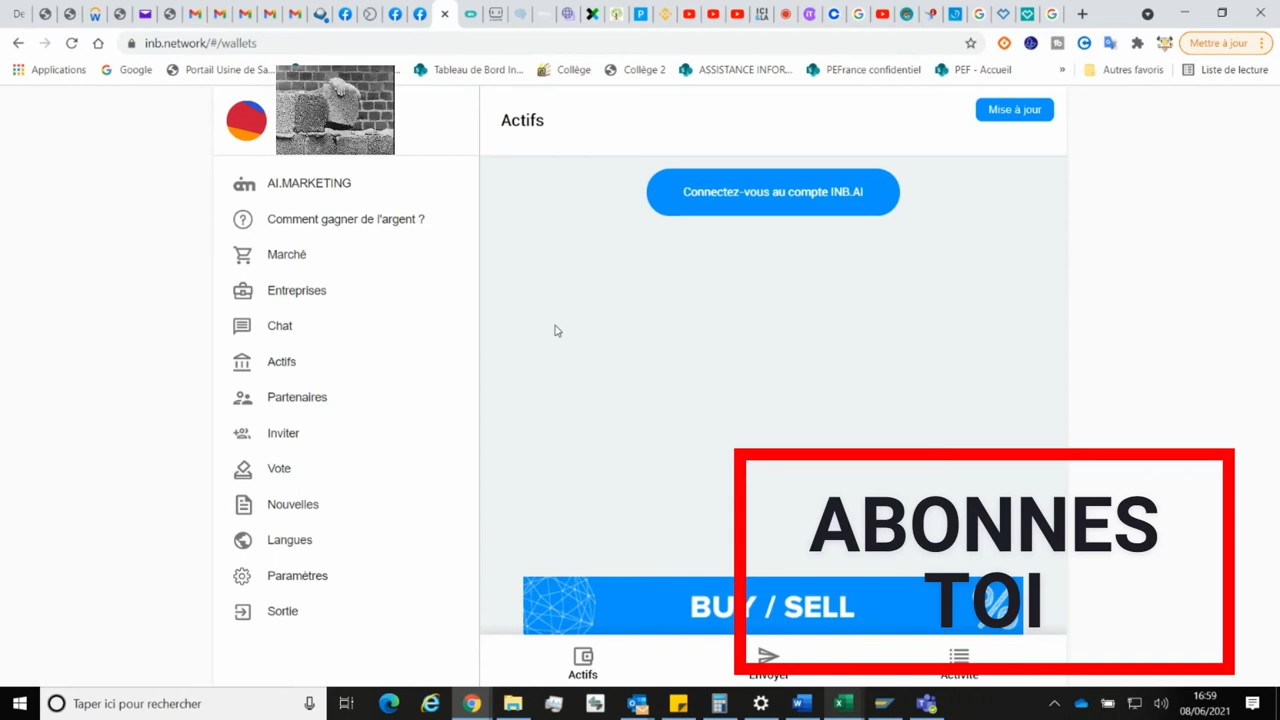 De
inb.network/#/wallets
Mettre à jour
Applications
Google
Portail Usine de Sa...
Tableau de Bord In...
Collège
Collège 2
ASSISTANCE INFOR...
PEFrance confidentiel
PEF - Accueil
»
Autres favoris
Liste de lecture
Actifs
Mise à jour
Connectez-vous au compte INB.AI
AI.MARKETING
Comment gagner de l'argent ?
Marché
Entreprises
Chat
Actifs
Partenaires
Inviter
Vote
Nouvelles
Langues
Paramètres
Sortie
ABONNES
TOI
BUY / SELL
Actifs
Envoyer
Activité
Taper ici pour rechercher
16:59
08/06/2021